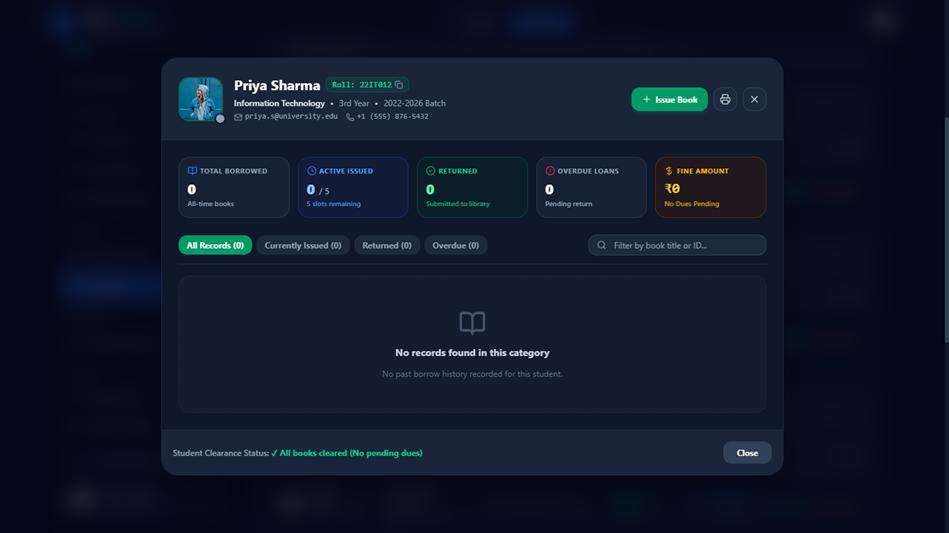 Priya Sharma Roll: 22IT012
Information Technology • 3rd Year • 2022-2026 Batch
priya.s@university.edu +1 (555) 876-5432
+ Issue Book
TOTAL BORROWED
0
All-time books
ACTIVE ISSUED
0 / 5
5 slots remaining
RETURNED
0
Submitted to library
OVERDUE LOANS
0
Pending return
FINE AMOUNT
₹0
No Dues Pending
All Records (0) Currently Issued (0) Returned (0) Overdue (0)
Filter by book title or ID...
No records found in this category
No past borrow history recorded for this student.
Student Clearance Status: ✓ All books cleared (No pending dues)
Close